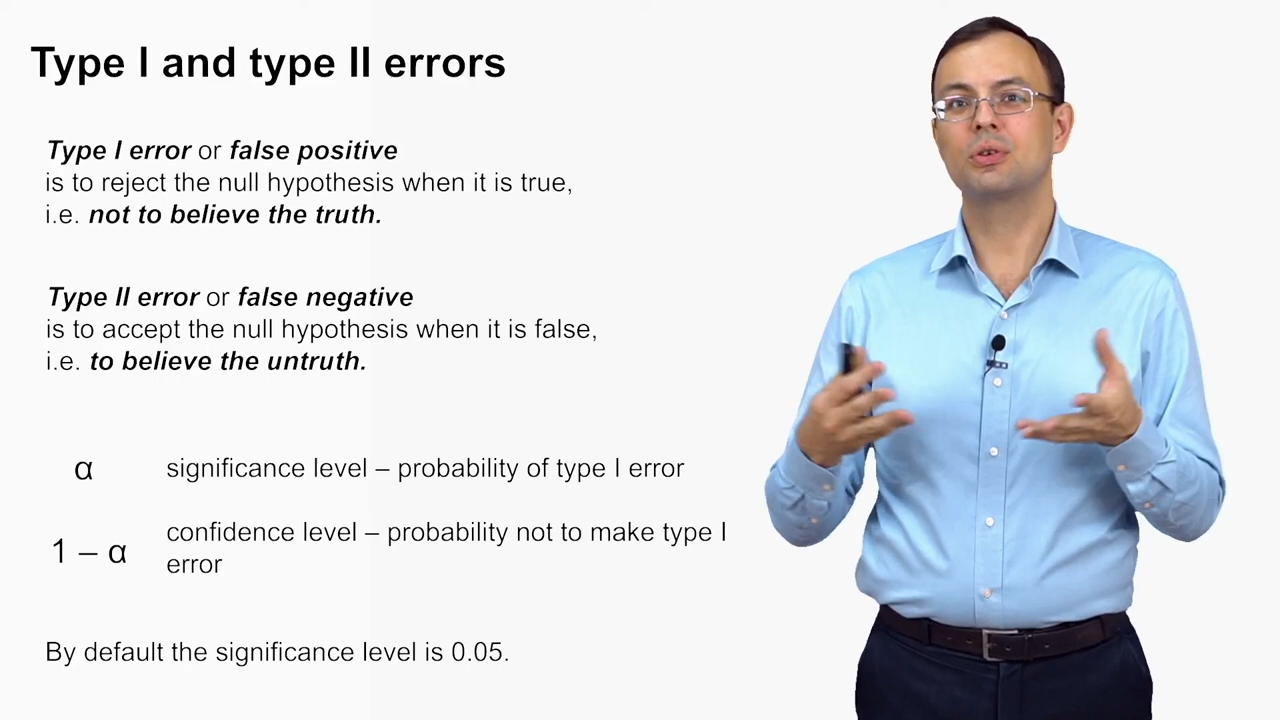 Type I and type II errors
Type I error or false positive
is to reject the null hypothesis when it is true,
i.e. not to believe the truth.
Type II error or false negative
is to accept the null hypothesis when it is false,
i.e. to believe the untruth.
α significance level – probability of type I error
1 – α confidence level – probability not to make type I
error
By default the significance level is 0.05.